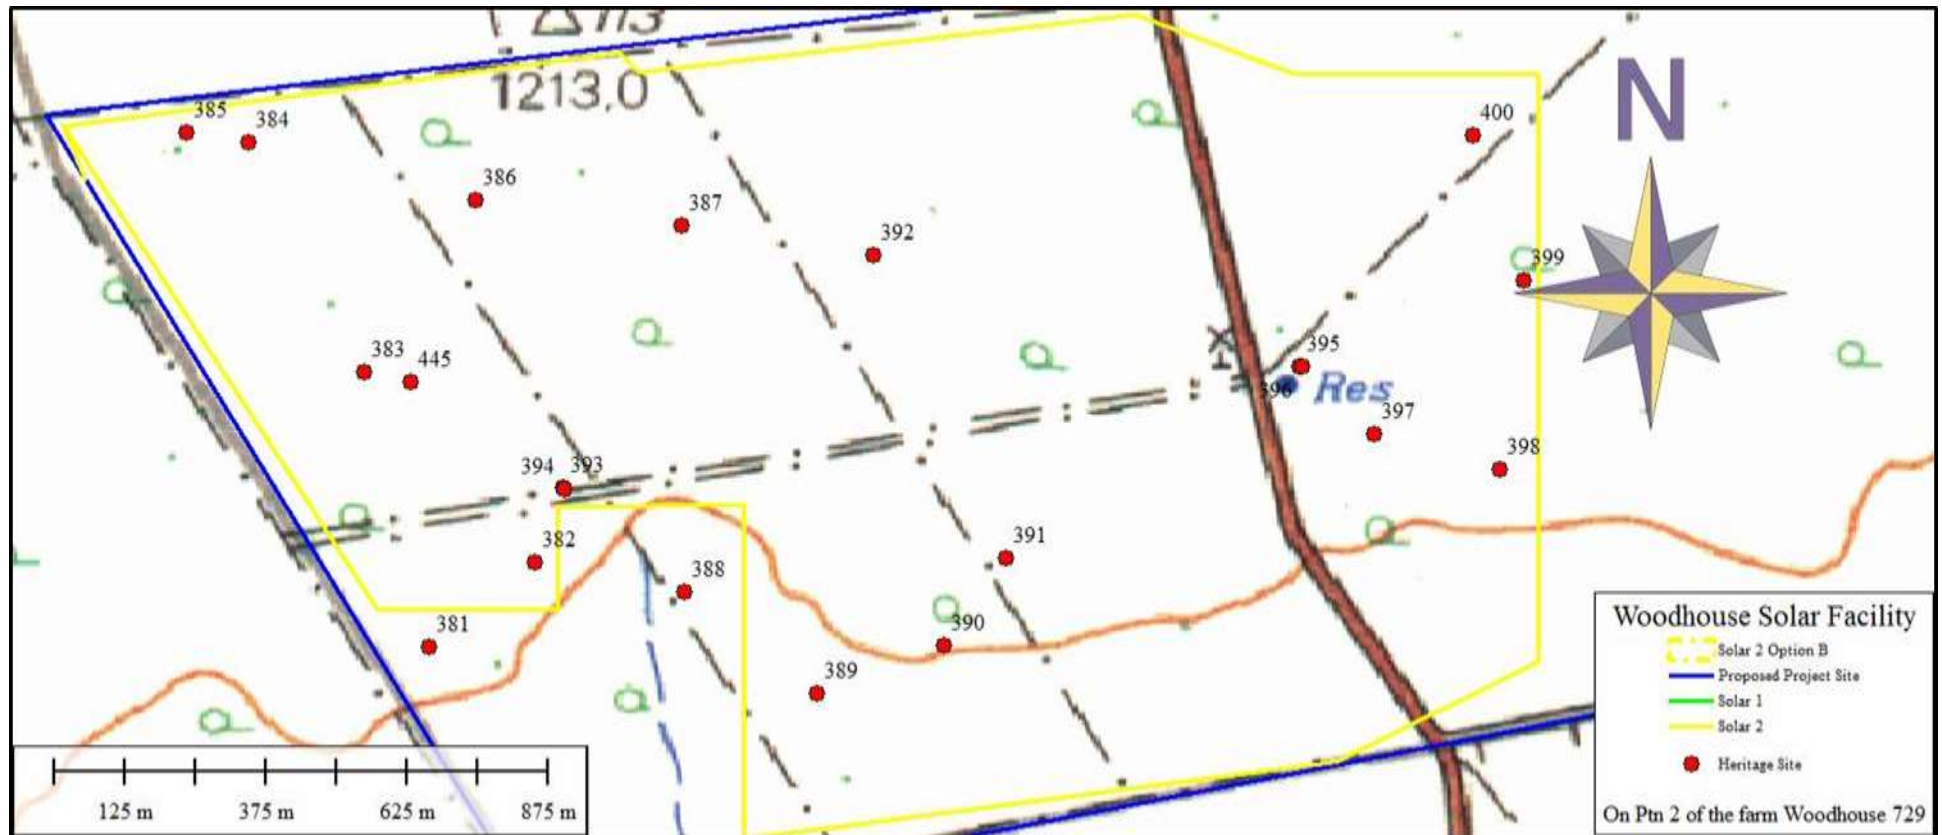 113
1213,0
N
385
384
400
386
387
392
399
383
445
395
396
Res
397
394
393
398
382
391
388
381
390
389
Woodhouse Solar Facility
Solar 2 Option B
Proposed Project Site
Solar 1
Solar 2
Heritage Site
On Ptn 2 of the farm Woodhouse 729
125 m
375 m
625 m
875 m